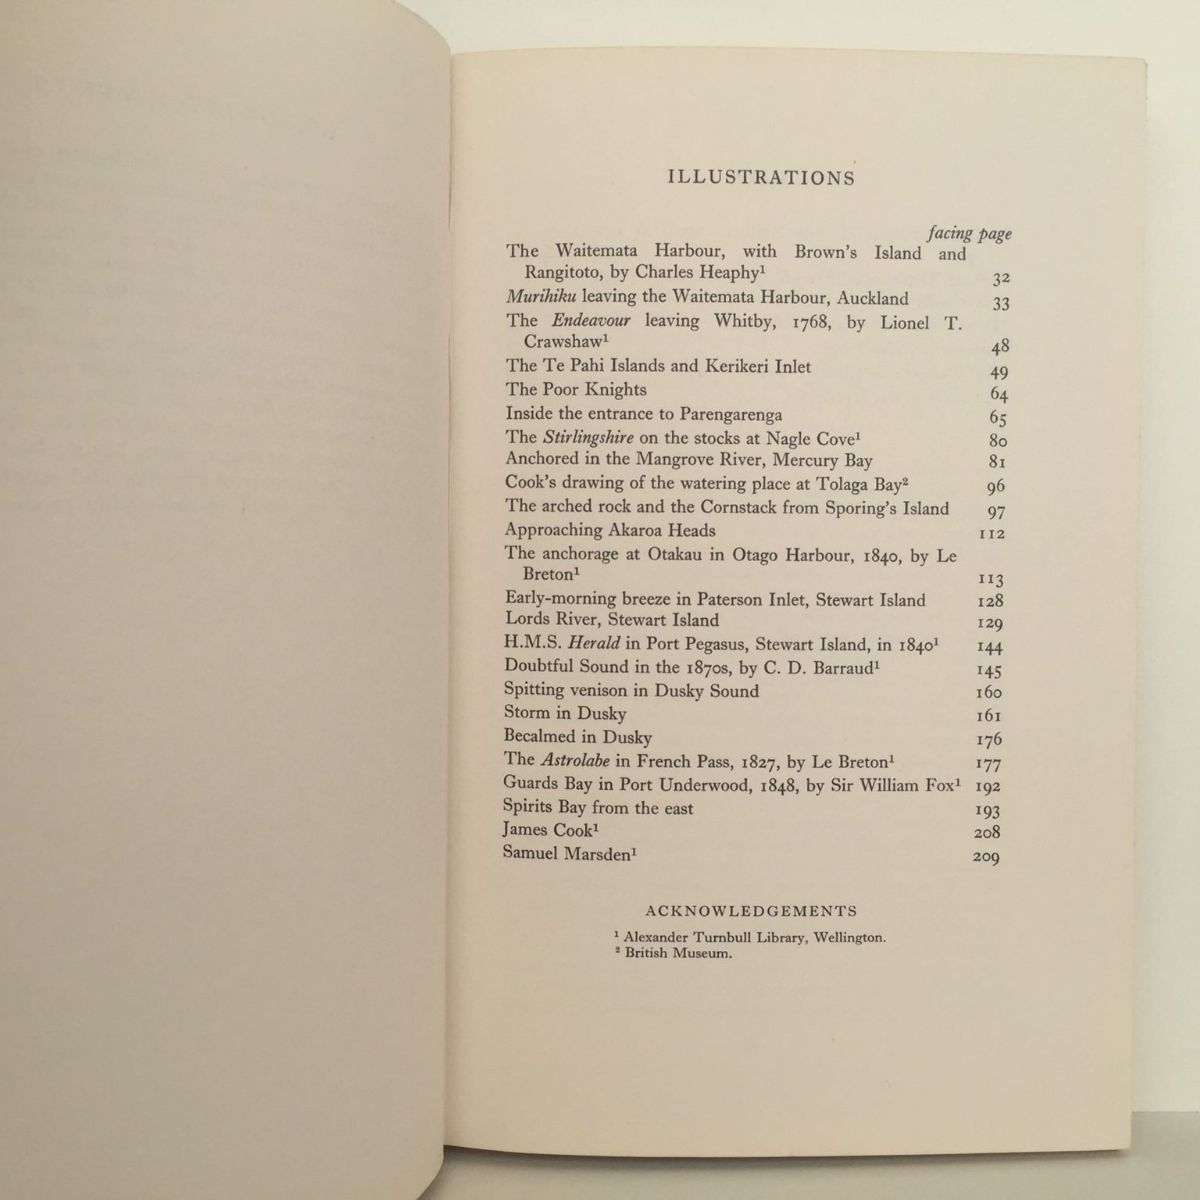 ILLUSTRATIONS
facing page
The Waitemata Harbour, with Brown's Island and
Rangitoto, by Charles Heaphy¹ 32
Murihiku leaving the Waitemata Harbour, Auckland 33
The Endeavour leaving Whitby, 1768, by Lionel T.
Crawshaw¹ 48
The Te Pahi Islands and Kerikeri Inlet 49
The Poor Knights 64
Inside the entrance to Parengarenga 65
The Stirlingshire on the stocks at Nagle Cove¹ 80
Anchored in the Mangrove River, Mercury Bay 81
Cook's drawing of the watering place at Tolaga Bay² 96
The arched rock and the Cornstack from Sporing's Island 97
Approaching Akaroa Heads 112
The anchorage at Otakau in Otago Harbour, 1840, by Le
Breton¹ 113
Early-morning breeze in Paterson Inlet, Stewart Island 128
Lords River, Stewart Island 129
H.M.S. Herald in Port Pegasus, Stewart Island, in 1840¹ 144
Doubtful Sound in the 1870s, by C. D. Barraud¹ 145
Spitting venison in Dusky Sound 160
Storm in Dusky 161
Becalmed in Dusky 176
The Astrolabe in French Pass, 1827, by Le Breton¹ 177
Guards Bay in Port Underwood, 1848, by Sir William Fox¹ 192
Spirits Bay from the east 193
James Cook¹ 208
Samuel Marsden¹ 209
ACKNOWLEDGEMENTS
¹ Alexander Turnbull Library, Wellington.
² British Museum.